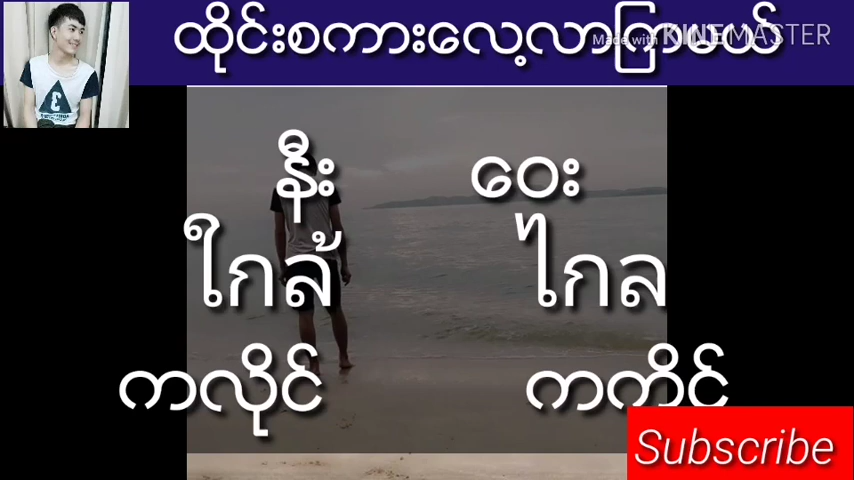 ထိုင်းစကားလေ့လာကြမယ်
Made with KINEMASTER
နီး ဝေး
ใกล้ ไกล
ကလိုင် ကကိုင်
Subscribe